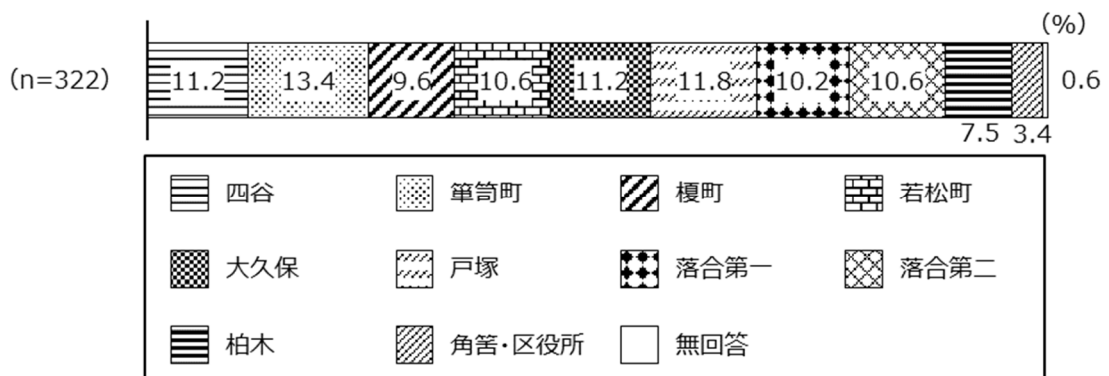 (%)
(n=322) 11.2 13.4 9.6 10.6 11.2 11.8 10.2 10.6 0.6
7.5 3.4
四谷 箪笥町 榎町 若松町
大久保 戸塚 落合第一 落合第二
柏木 角筈・区役所 無回答